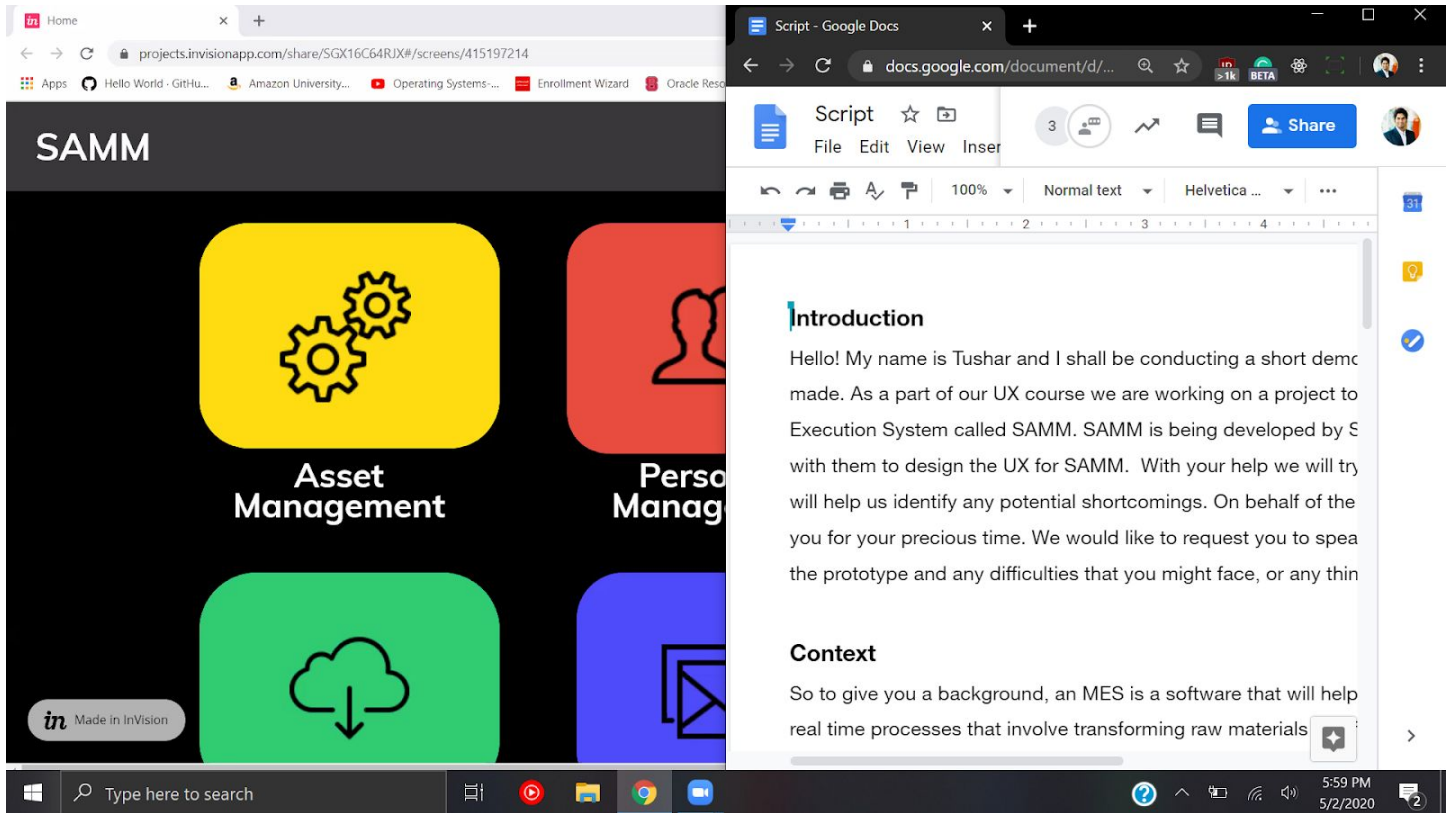 in Home
projects.invisionapp.com/share/SGX16C64RJX#/screens/415197214
Apps Hello World · GitHu... Amazon University... Operating Systems-... Enrollment Wizard Oracle Reso
SAMM
Asset
Management
Perso
Manag
in Made in InVision
Script - Google Docs
docs.google.com/document/d/...
>1k BETA
Script
3
Share
File Edit View Inser
100% Normal text Helvetica ... 
31
1 2 3 4
Introduction
Hello! My name is Tushar and I shall be conducting a short demo
made. As a part of our UX course we are working on a project to
Execution System called SAMM. SAMM is being developed by S
with them to design the UX for SAMM.  With your help we will try
will help us identify any potential shortcomings. On behalf of the
you for your precious time. We would like to request you to spea
the prototype and any difficulties that you might face, or any thin
Context
So to give you a background, an MES is a software that will help
real time processes that involve transforming raw materials
Type here to search
5:59 PM
5/2/2020
2